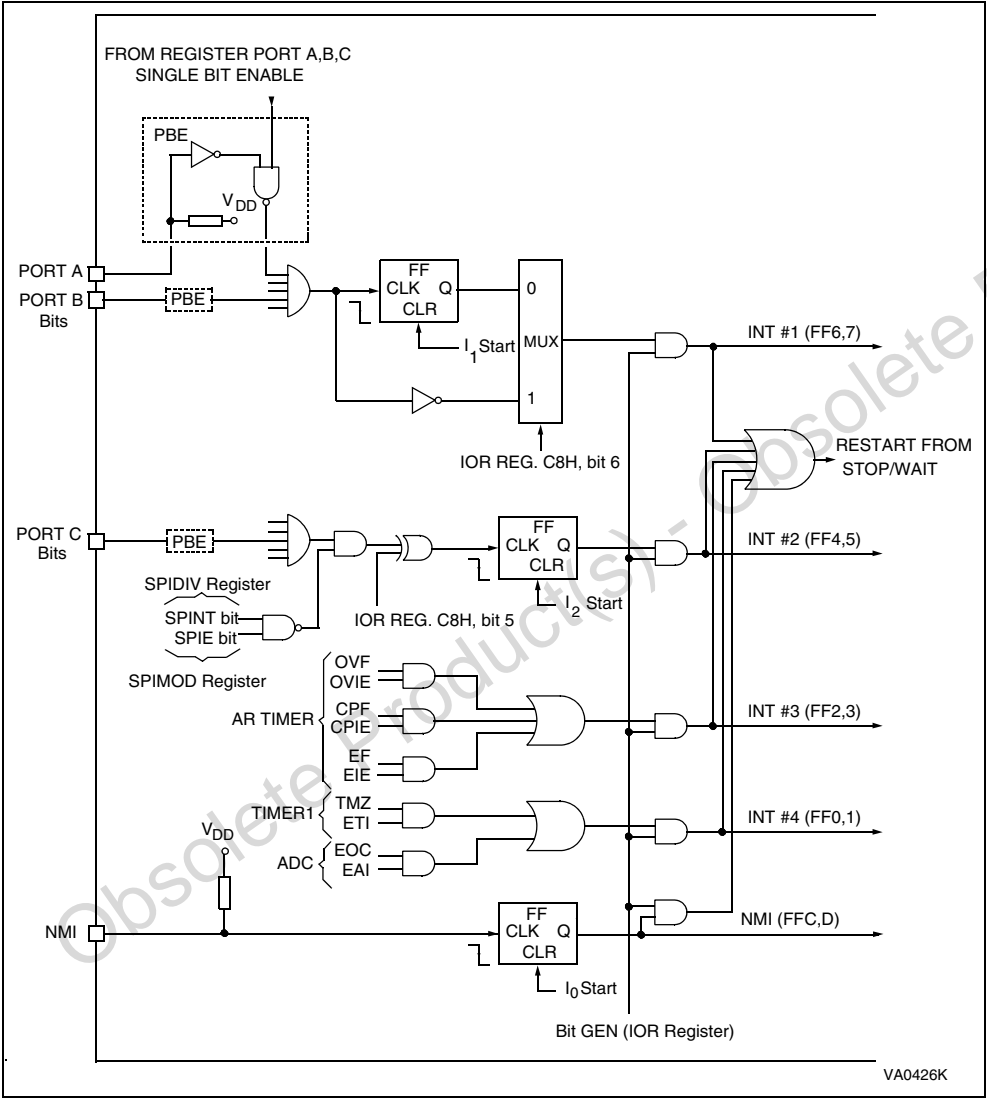 FROM REGISTER PORT A,B,C
SINGLE BIT ENABLE
PBE
VDD
PORT A
PORT B
Bits
PBE
FF
CLK Q
CLR
I1 Start
0
MUX
1
IOR REG. C8H, bit 6
INT #1 (FF6,7)
RESTART FROM
STOP/WAIT
PORT C
Bits
PBE
FF
CLK Q
CLR
I2 Start
INT #2 (FF4,5)
SPIDIV Register
SPINT bit
SPIE bit
SPIMOD Register
IOR REG. C8H, bit 5
AR TIMER
OVF
OVIE
CPF
CPIE
EF
EIE
INT #3 (FF2,3)
TIMER1
TMZ
ETI
ADC
EOC
EAI
INT #4 (FF0,1)
VDD
NMI
FF
CLK Q
CLR
I0 Start
NMI (FFC,D)
Bit GEN (IOR Register)
VA0426K
Obsolete Product(s) - Obsolete